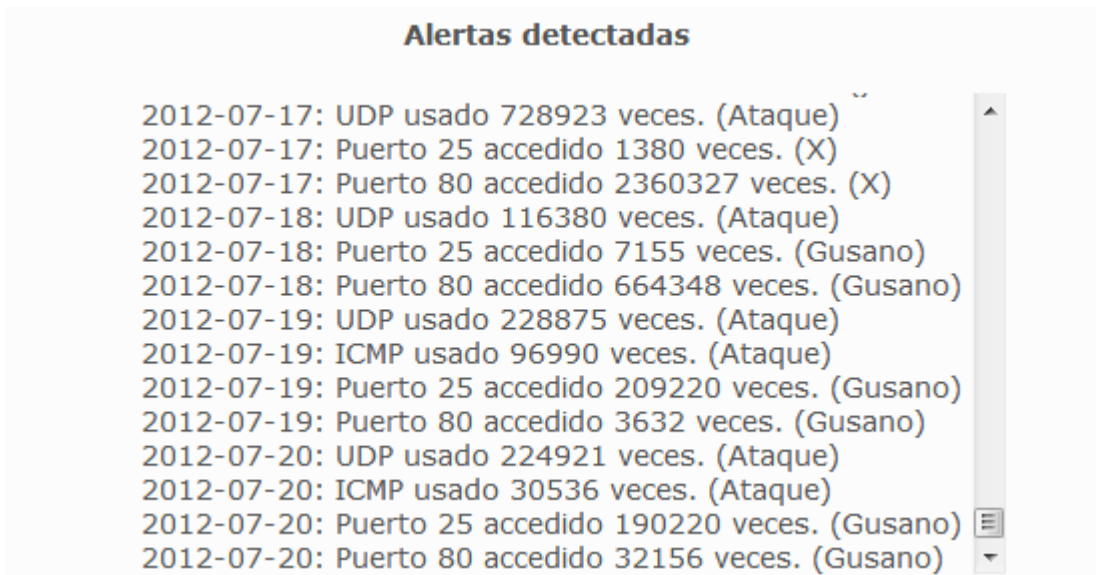 Alertas detectadas
2012-07-17: UDP usado 728923 veces. (Ataque)
2012-07-17: Puerto 25 accedido 1380 veces. (X)
2012-07-17: Puerto 80 accedido 2360327 veces. (X)
2012-07-18: UDP usado 116380 veces. (Ataque)
2012-07-18: Puerto 25 accedido 7155 veces. (Gusano)
2012-07-18: Puerto 80 accedido 664348 veces. (Gusano)
2012-07-19: UDP usado 228875 veces. (Ataque)
2012-07-19: ICMP usado 96990 veces. (Ataque)
2012-07-19: Puerto 25 accedido 209220 veces. (Gusano)
2012-07-19: Puerto 80 accedido 3632 veces. (Gusano)
2012-07-20: UDP usado 224921 veces. (Ataque)
2012-07-20: ICMP usado 30536 veces. (Ataque)
2012-07-20: Puerto 25 accedido 190220 veces. (Gusano)
2012-07-20: Puerto 80 accedido 32156 veces. (Gusano)